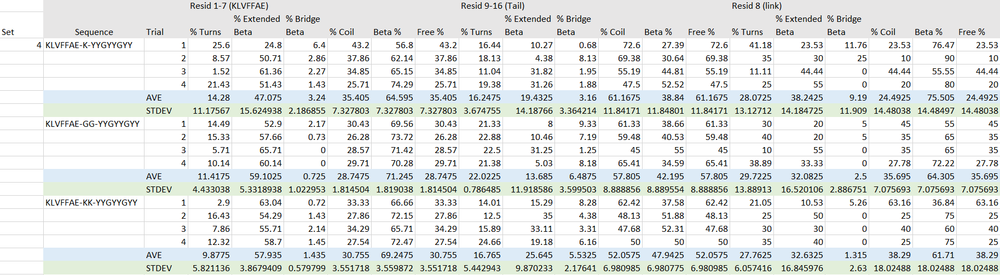 Resid 1-7 (KLVFFAE) Resid 9-16 (Tail) Resid 8 (link)
% Extended % Bridge % Extended % Bridge % Extended % Bridge
Set Sequence Trial % Turns Beta Beta % Coil Beta % Free % % Turns Beta Beta % Coil Beta % Free % % Turns Beta Beta % Coil Beta % Free %
4 KLVFFAE-K-YYGYYGYY 1 25.6 24.8 6.4 43.2 56.8 43.2 16.44 10.27 0.68 72.6 27.39 72.6 41.18 23.53 11.76 23.53 76.47 23.53
2 8.57 50.71 2.86 37.86 62.14 37.86 18.13 4.38 8.13 69.38 30.64 69.38 35 30 25 10 90 10
3 1.52 61.36 2.27 34.85 65.15 34.85 11.04 31.82 1.95 55.19 44.81 55.19 11.11 44.44 0 44.44 55.55 44.44
4 21.43 51.43 1.43 25.71 74.29 25.71 19.38 31.26 1.88 47.5 52.52 47.5 25 55 0 20 80 20
AVE 14.28 47.075 3.24 35.405 64.595 35.405 16.2475 19.4325 3.16 61.1675 38.84 61.1675 28.0725 38.2425 9.19 24.4925 75.505 24.4925
STDEV 11.17567 15.624938 2.186855 7.327803 7.327803 7.327803 3.674755 14.18766 3.364214 11.84171 11.84801 11.84171 13.12712 14.184725 11.909 14.48038 14.48497 14.48038
KLVFFAE-GG-YYGYYGYY 1 14.49 52.9 2.17 30.43 69.56 30.43 21.33 8 9.33 61.33 38.66 61.33 30 20 5 45 55 45
2 15.33 57.66 0.73 26.28 73.72 26.28 22.88 10.46 7.19 59.48 40.53 59.48 40 20 5 35 65 35
3 5.71 65.71 0 28.57 71.42 28.57 22.5 31.25 1.25 45 55 45 10 55 0 35 65 35
4 10.14 60.14 0 29.71 70.28 29.71 21.38 5.03 8.18 65.41 34.59 65.41 38.89 33.33 0 27.78 72.22 27.78
AVE 11.4175 59.1025 0.725 28.7475 71.245 28.7475 22.0225 13.685 6.4875 57.805 42.195 57.805 29.7225 32.0825 2.5 35.695 64.305 35.695
STDEV 4.433038 5.3318938 1.022953 1.814504 1.819038 1.814504 0.786485 11.918586 3.599503 8.888856 8.889554 8.888856 13.88913 16.520106 2.886751 7.075693 7.075693 7.075693
KLVFFAE-KK-YYGYYGYY 1 2.9 63.04 0.72 33.33 66.66 33.33 14.01 15.29 8.28 62.42 37.58 62.42 21.05 10.53 5.26 63.16 36.84 63.16
2 16.43 54.29 1.43 27.86 72.15 27.86 12.5 35 4.38 48.13 51.88 48.13 25 50 0 25 75 25
3 7.86 55.71 2.14 34.29 65.71 34.29 15.89 33.11 3.31 47.68 52.31 47.68 30 30 0 40 60 40
4 12.32 58.7 1.45 27.54 72.47 27.54 24.66 19.18 6.16 50 50 50 35 40 0 25 75 25
AVE 9.8775 57.935 1.435 30.755 69.2475 30.755 16.765 25.645 5.5325 52.0575 47.9425 52.0575 27.7625 32.6325 1.315 38.29 61.71 38.29
STDEV 5.821136 3.8679409 0.579799 3.551718 3.559872 3.551718 5.442943 9.870233 2.17641 6.980985 6.980775 6.980985 6.057416 16.845976 2.63 18.02488 18.02488 18.02488